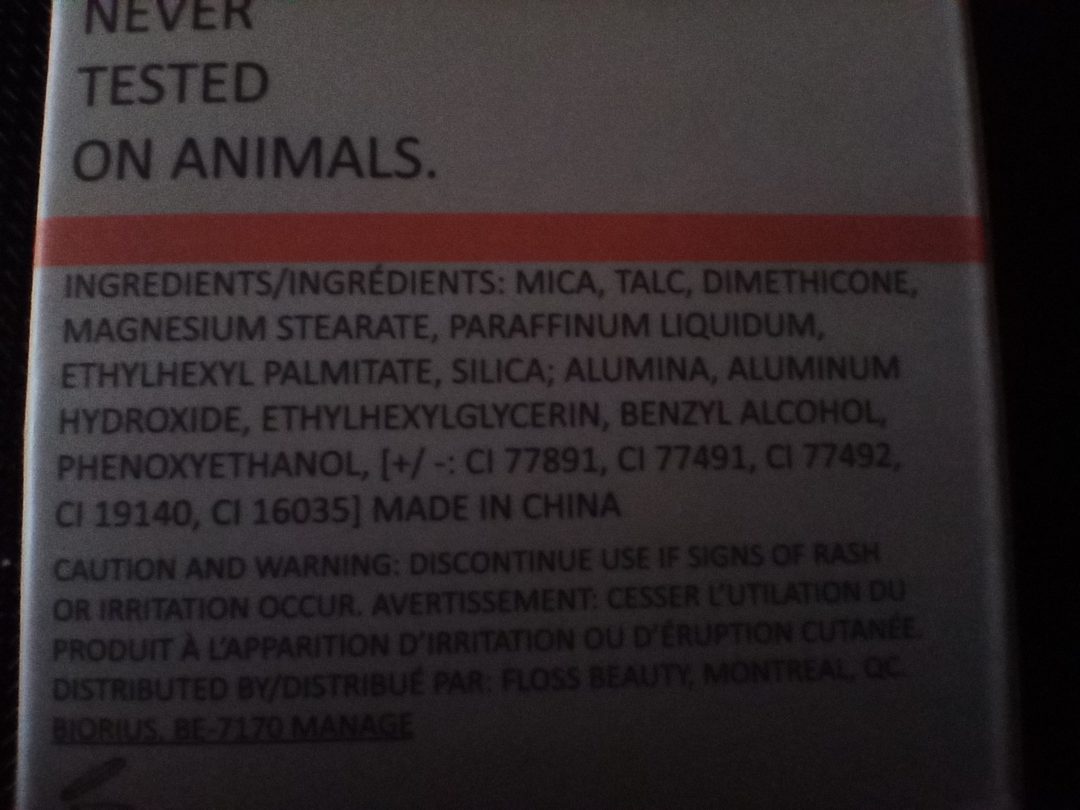 NEVER
TESTED
ON ANIMALS.
INGREDIENTS/INGRÉDIENTS: MICA, TALC, DIMETHICONE,
MAGNESIUM STEARATE, PARAFFINUM LIQUIDUM,
ETHYLHEXYL PALMITATE, SILICA; ALUMINA, ALUMINUM
HYDROXIDE, ETHYLHEXYLGLYCERIN, BENZYL ALCOHOL,
PHENOXYETHANOL, [+/ -: CI 77891, CI 77491, CI 77492,
CI 19140, CI 16035] MADE IN CHINA
CAUTION AND WARNING: DISCONTINUE USE IF SIGNS OF RASH
OR IRRITATION OCCUR. AVERTISSEMENT: CESSER L'UTILATION DU
PRODUIT À L'APPARITION D'IRRITATION OU D'ÉRUPTION CUTANÉE.
DISTRIBUTED BY/DISTRIBUÉ PAR: FLOSS BEAUTY, MONTREAL, QC.
BIORIUS, BE-7170 MANAGE